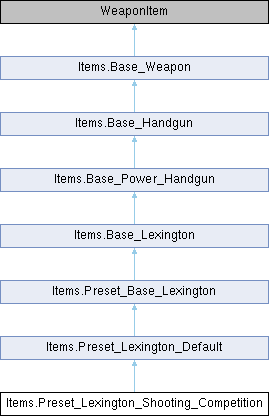 WeaponItem
Items.Base_Weapon
Items.Base_Handgun
Items.Base_Power_Handgun
Items.Base_Lexington
Items.Preset_Base_Lexington
Items.Preset_Lexington_Default
Items.Preset_Lexington_Shooting_Competition